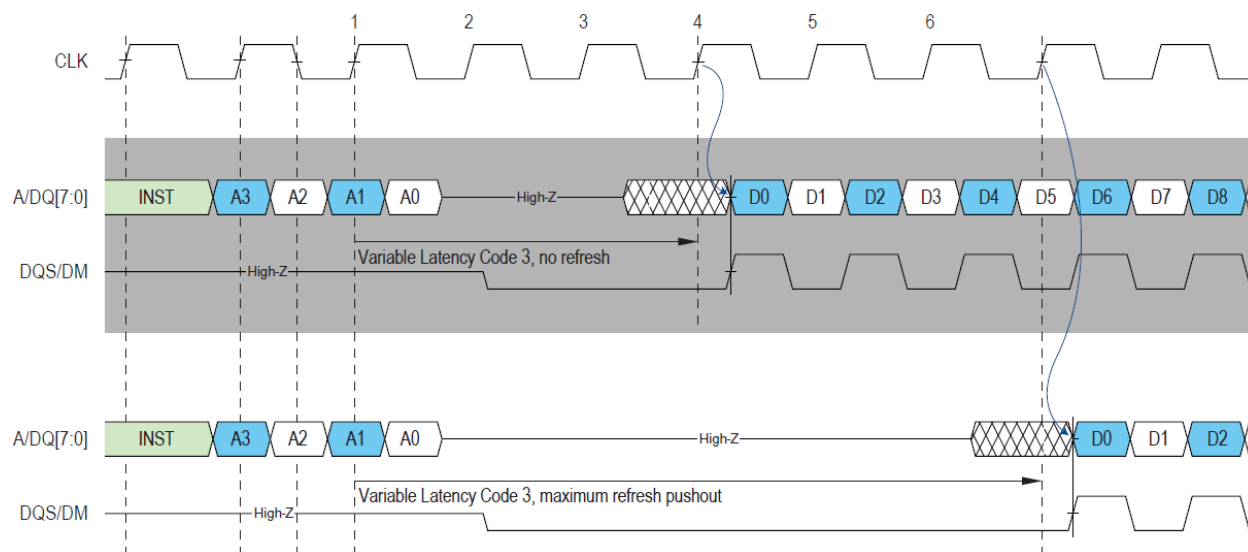 1 2 3 4 5 6
CLK
A/DQ[7:0] INST A3 A2 A1 A0 High-Z D0 D1 D2 D3 D4 D5 D6 D7 D8
Variable Latency Code 3, no refresh
DQS/DM High-Z
A/DQ[7:0] INST A3 A2 A1 A0 High-Z D0 D1 D2
Variable Latency Code 3, maximum refresh pushout
DQS/DM High-Z